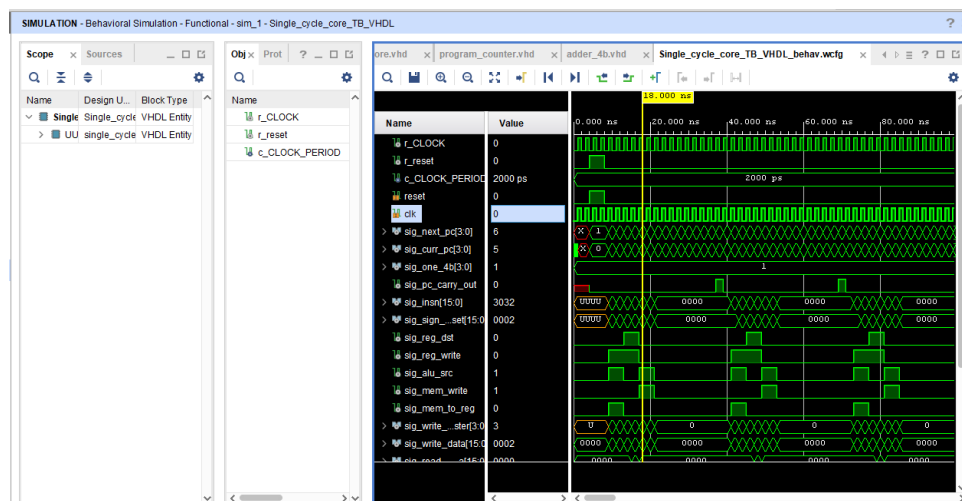 SIMULATION - Behavioral Simulation - Functional - sim_1 - Single_cycle_core_TB_VHDL ?
Scope × Sources
Name Design U... Block Type
Single Single_cycle VHDL Entity
UU single_cycle VHDL Entity
Obj × Prot ?
Name
r_CLOCK
r_reset
c_CLOCK_PERIOD
ore.vhd × program_counter.vhd × adder_4b.vhd × Single_cycle_core_TB_VHDL_behav.wcfg × ?
18.000 ns
Name Value 0.000 ns 20.000 ns 40.000 ns 60.000 ns 80.000 ns
r_CLOCK 0
r_reset 0
c_CLOCK_PERIOD 2000 ps 2000 ps
reset 0
clk 0
sig_next_pc[3:0] 6 X 1
sig_curr_pc[3:0] 5 X 0
sig_one_4b[3:0] 1 1
sig_pc_carry_out 0
sig_insn[15:0] 3032 UUUU 0000 0000 0000
sig_sign_...set[15:0 0002 UUUU 0000 0000 0000
sig_reg_dst 0
sig_reg_write 0
sig_alu_src 1
sig_mem_write 1
sig_mem_to_reg 0
sig_write_...ster[3:0 3 U 0 0 0
sig_write_data[15:0 0002 0000 0000 0000 0000